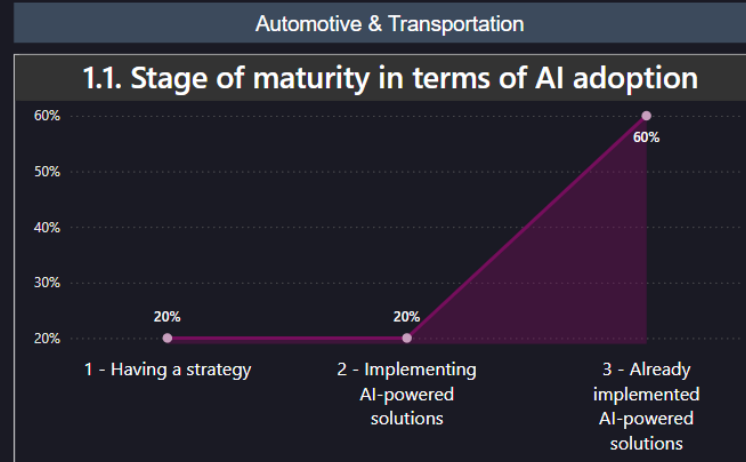 Automotive & Transportation
1.1. Stage of maturity in terms of AI adoption
60%
60%
50%
40%
30%
20%
20%
20%
1 - Having a strategy
2 - Implementing
AI-powered
solutions
3 - Already
implemented
AI-powered
solutions